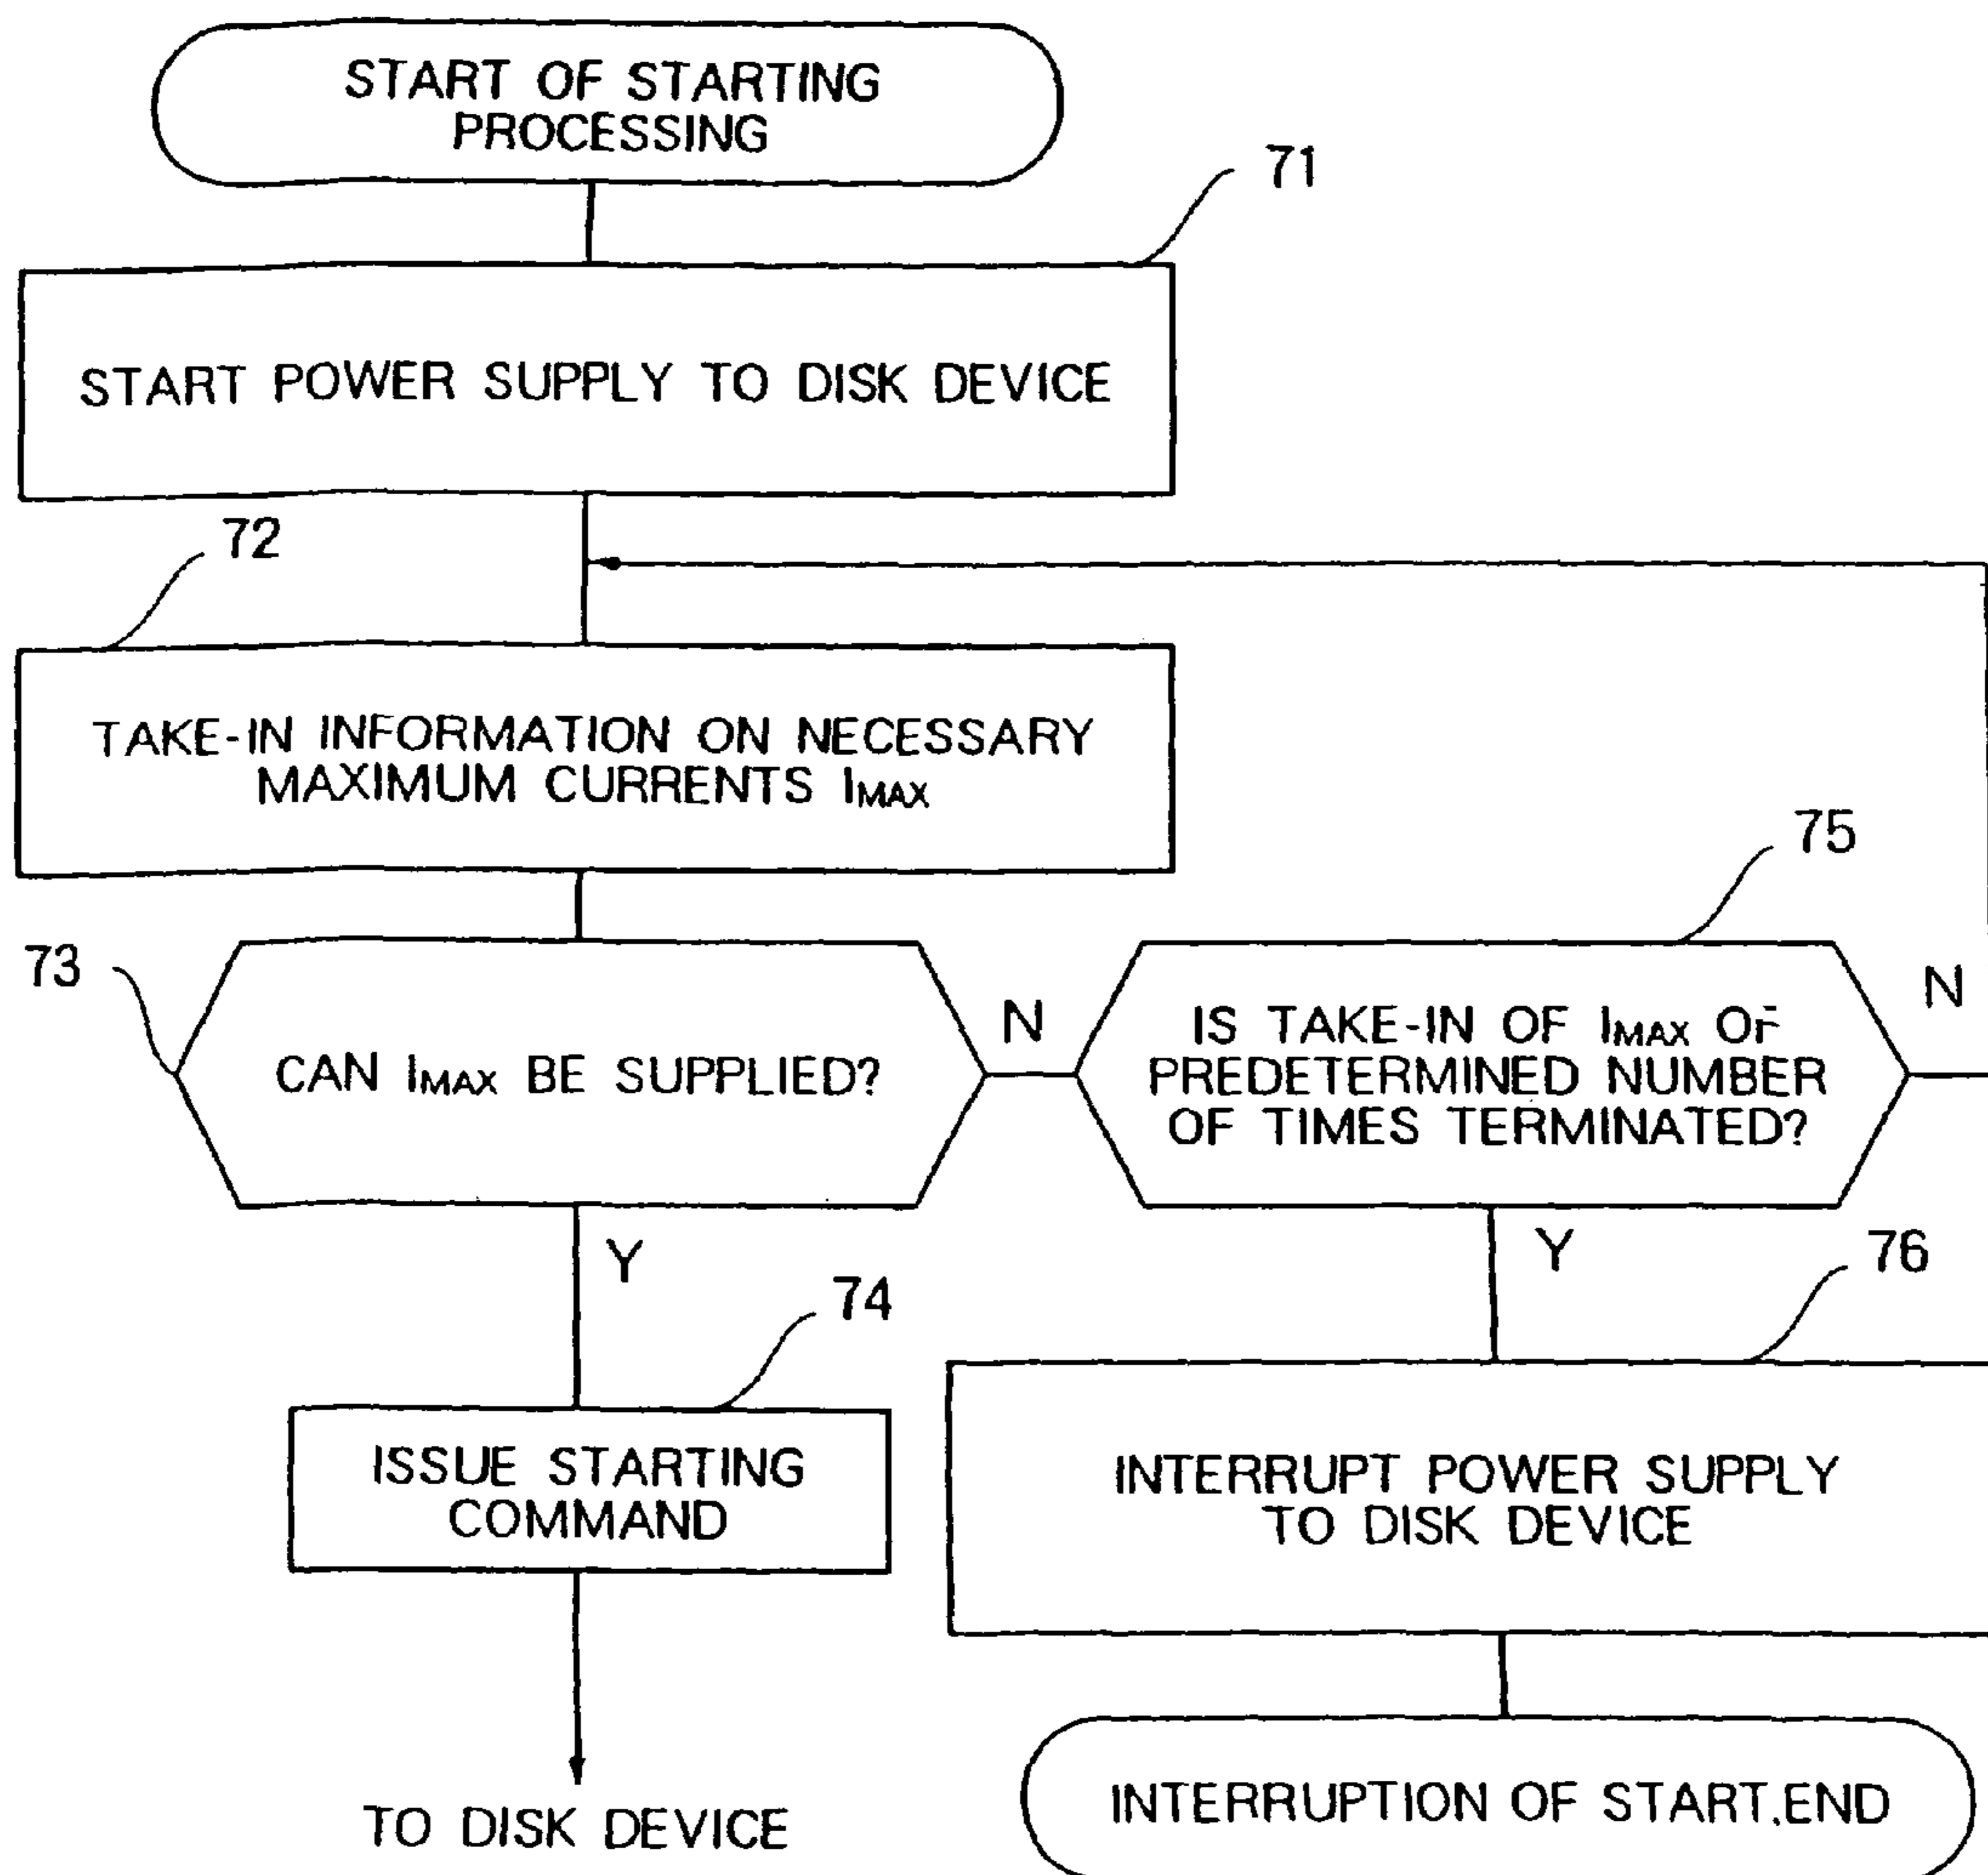 START OF STARTING
PROCESSING
71
START POWER SUPPLY TO DISK DEVICE
72
TAKE-IN INFORMATION ON NECESSARY
MAXIMUM CURRENTS IMAX
73
CAN IMAX BE SUPPLIED?
N
75
IS TAKE-IN OF IMAX OF
PREDETERMINED NUMBER
OF TIMES TERMINATED?
N
Y
74
ISSUE STARTING
COMMAND
TO DISK DEVICE
Y
76
INTERRUPT POWER SUPPLY
TO DISK DEVICE
INTERRUPTION OF START.END